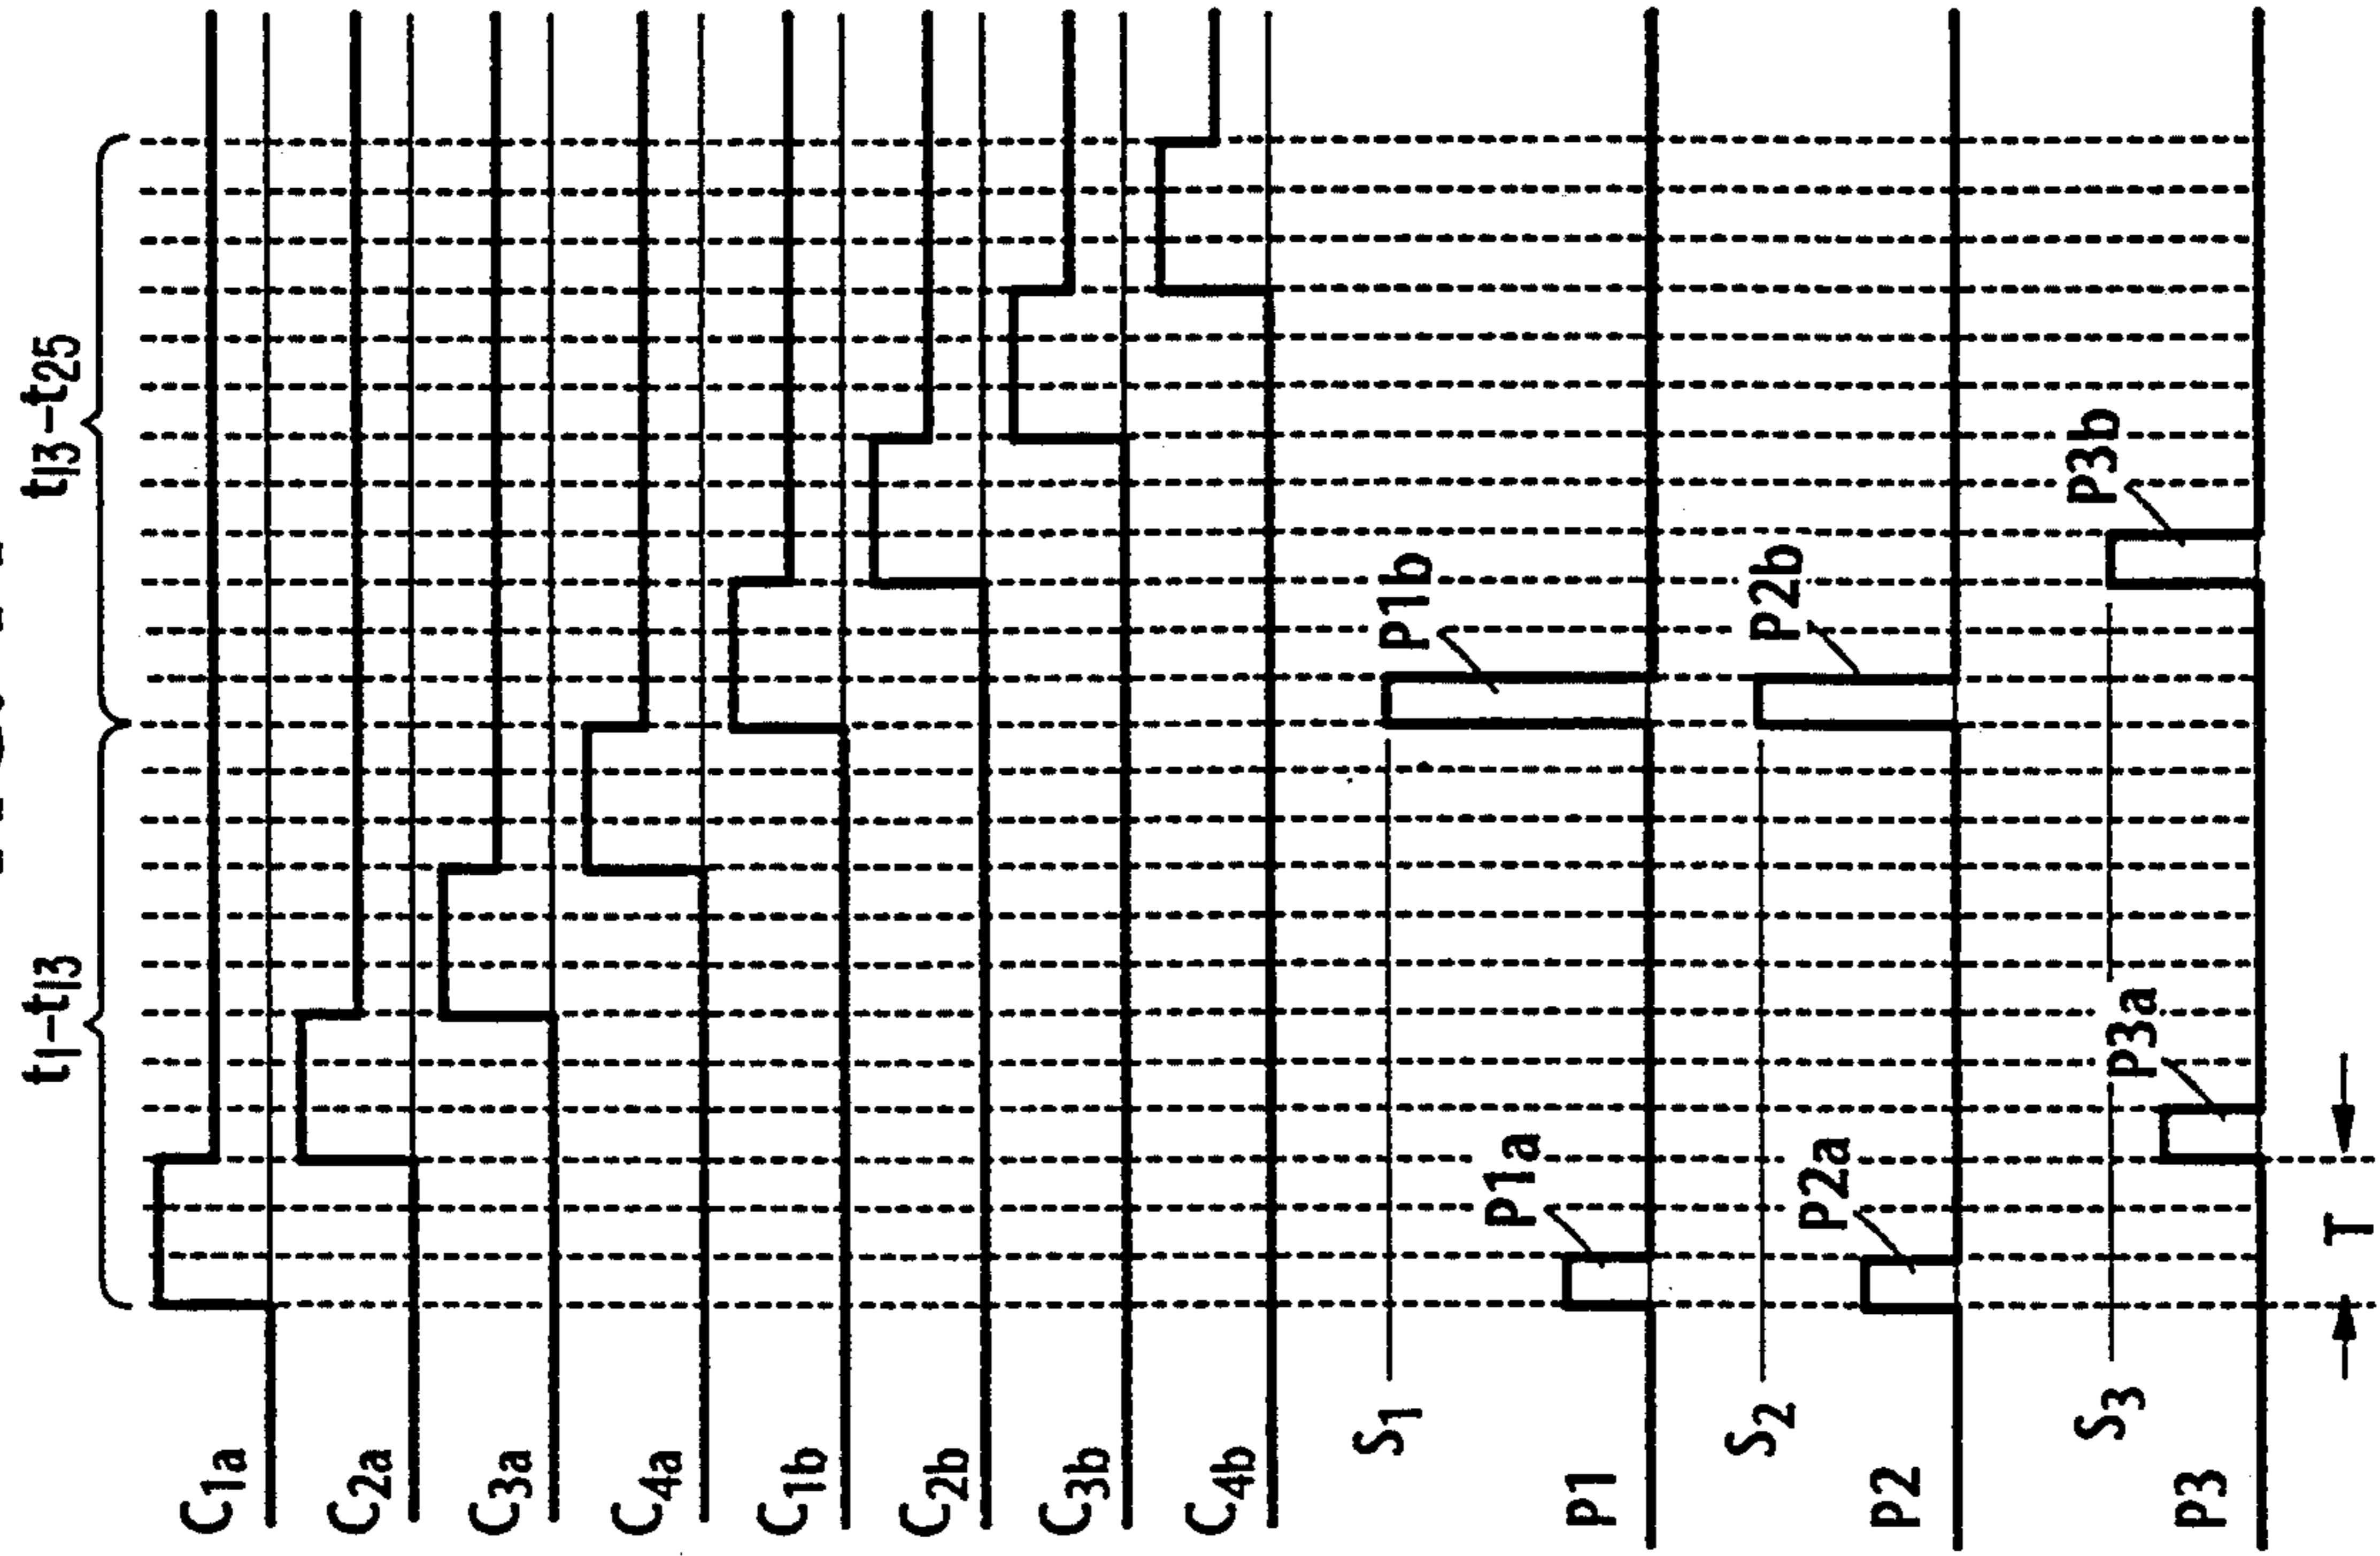 t1-t13
t13-t25
C1a
C2a
C3a
C4a
C1b
C2b
C3b
C4b
S1
P1a
P1b
P1
S2
P2a
P2b
P2
S3
P3a
P3b
P3
T